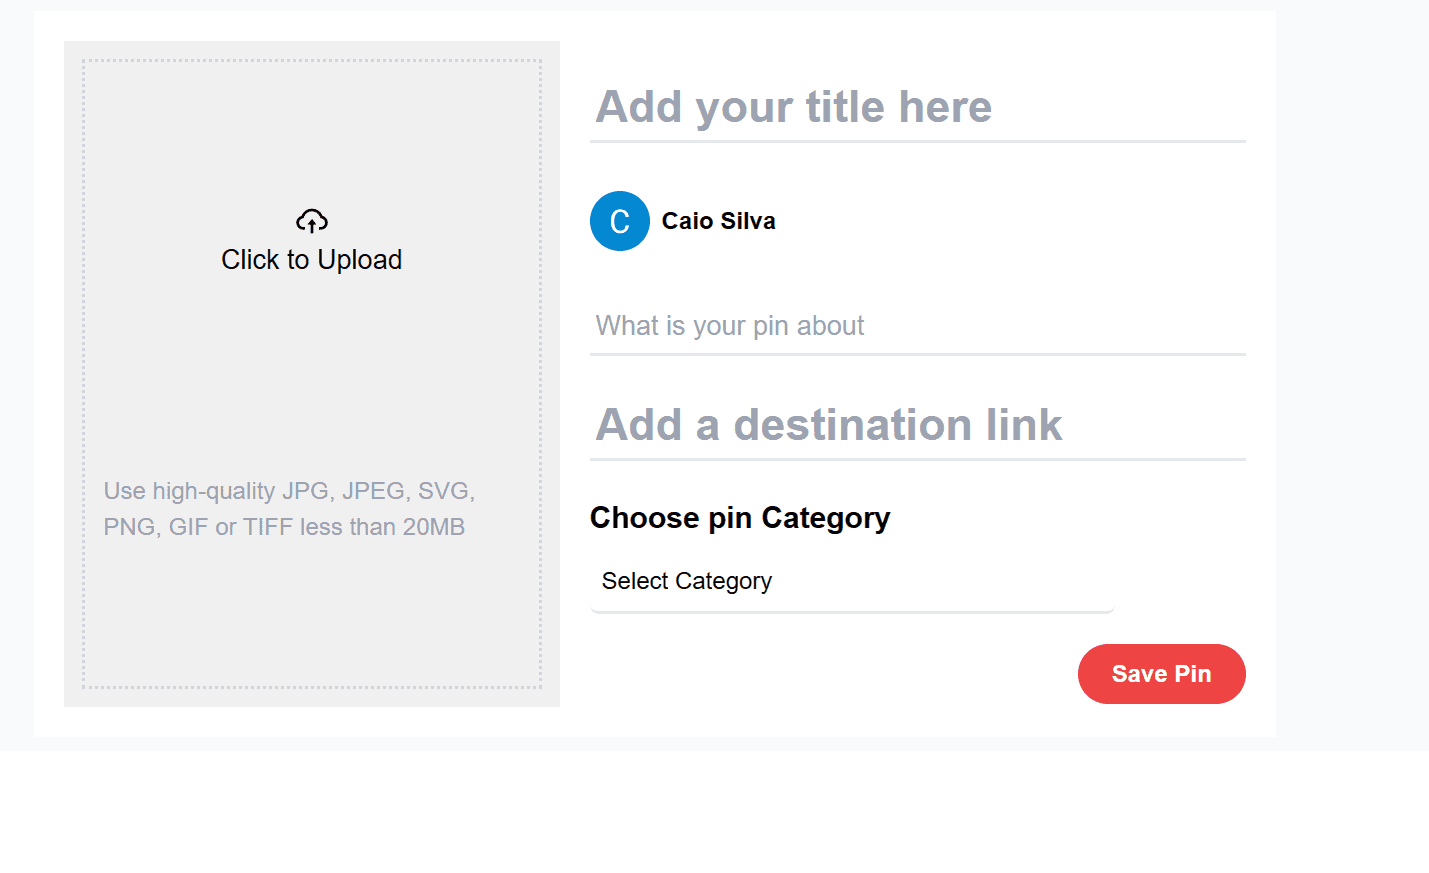 Click to Upload
Use high-quality JPG, JPEG, SVG,
PNG, GIF or TIFF less than 20MB
Add your title here
C
Caio Silva
What is your pin about
Add a destination link
Choose pin Category
Select Category
Save Pin